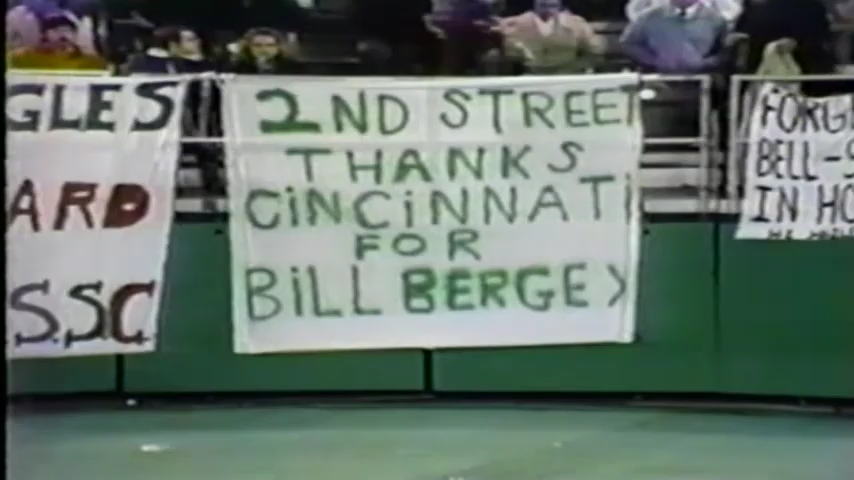 GLES
ARD
S.S.C
2ND STREET
THANKS
CiNCiNNATi
FOR
BiLL BERGEY
FORG
BELL-S
IN HO